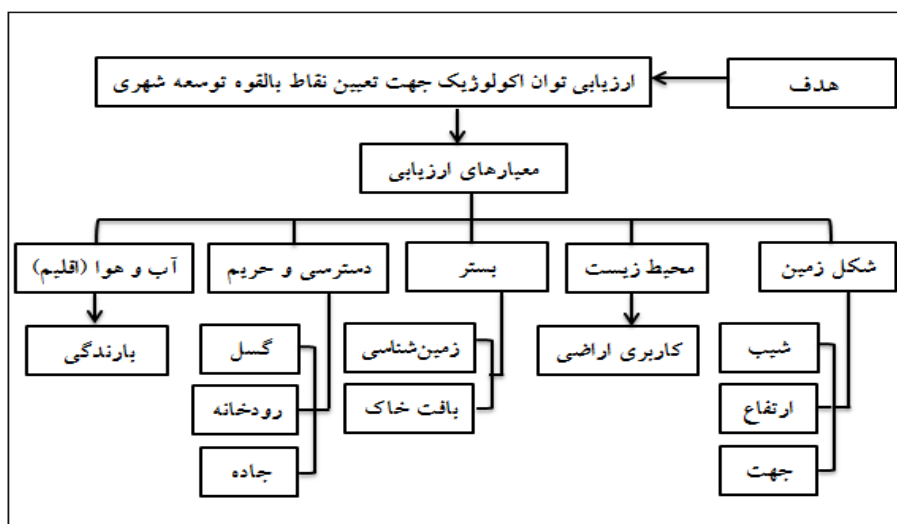 هدف
ارزیابی توان اکولوژیک جهت تعیین نقاط بالقوه توسعه شهری
معیارهای ارزیابی
شکل زمین
محیط زیست
بستر
دسترسی و حریم
آب و هوا (اقلیم)
شیب
ارتفاع
جهت
کاربری اراضی
زمین‌شناسی
بافت خاک
گسل
رودخانه
جاده
بارندگی